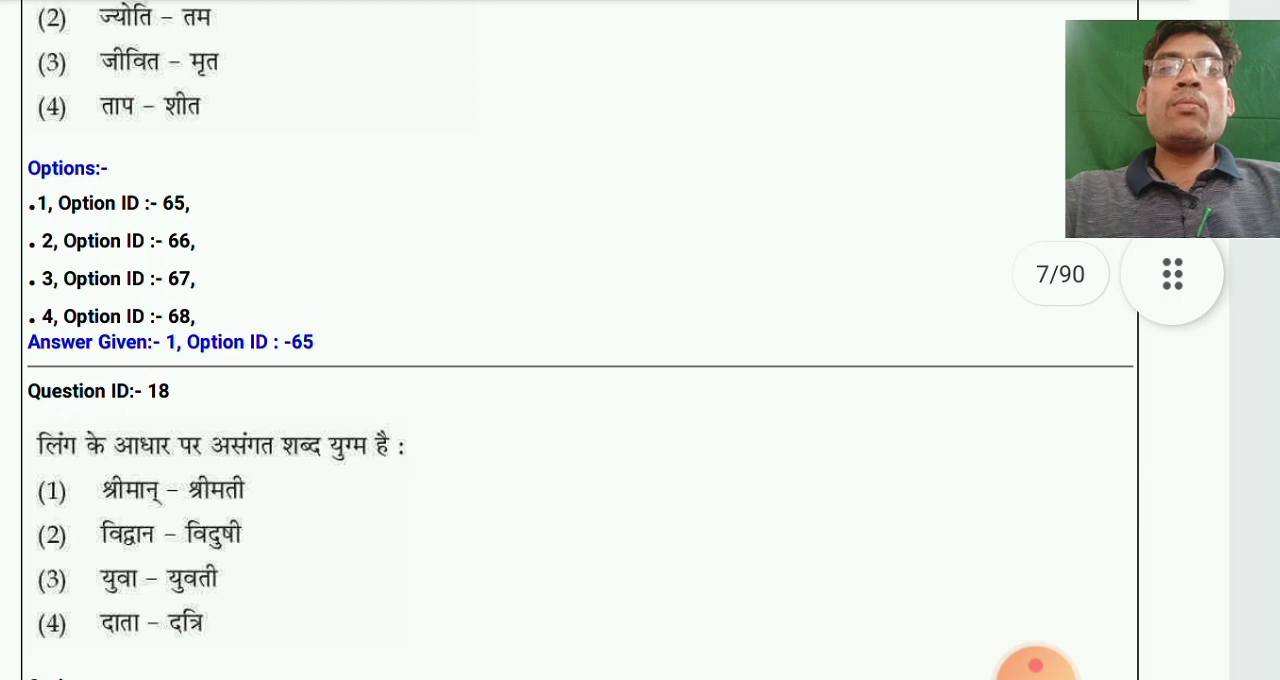 (2) ज्योति – तम
(3) जीवित – मृत
(4) ताप – शीत
Options:-
.1, Option ID :- 65,
. 2, Option ID :- 66,
. 3, Option ID :- 67,
. 4, Option ID :- 68,
Answer Given:- 1, Option ID : -65
7/90
Question ID:- 18
लिंग के आधार पर असंगत शब्द युग्म है :
(1) श्रीमान् – श्रीमती
(2) विद्वान – विदुषी
(3) युवा – युवती
(4) दाता – दत्रि